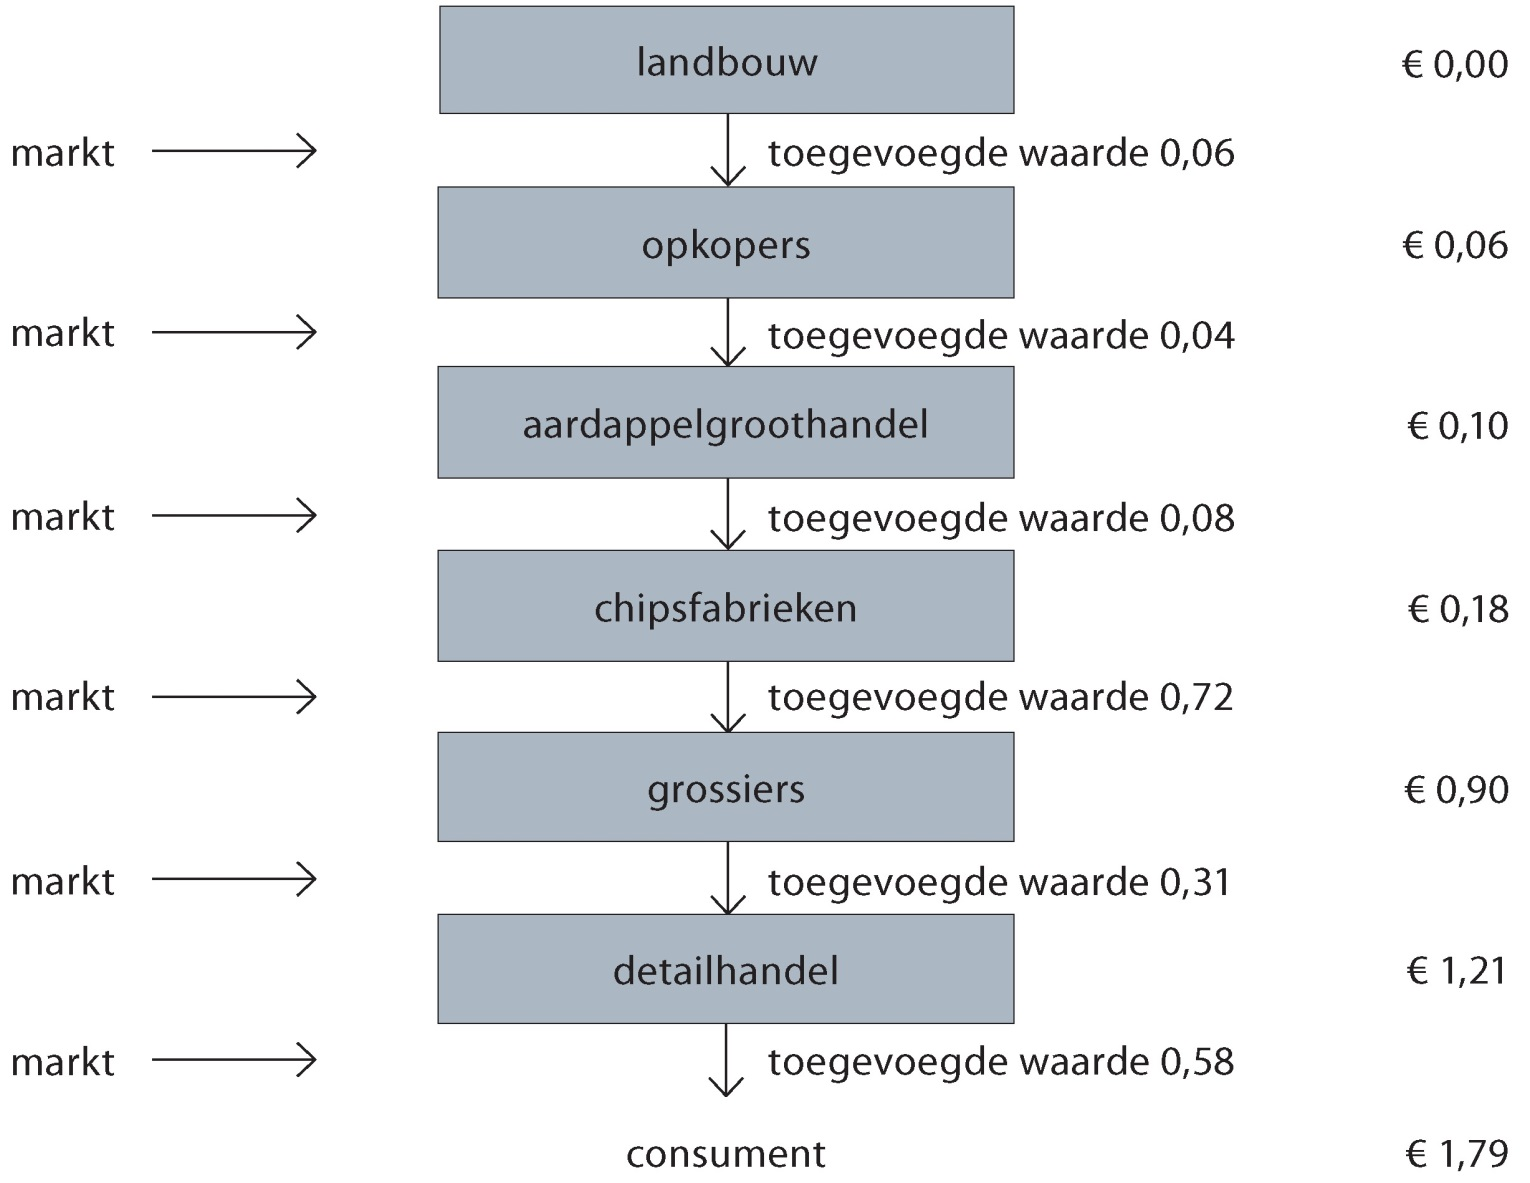 landbouw € 0,00
markt toegevoegde waarde 0,06
opkopers € 0,06
markt toegevoegde waarde 0,04
aardappelgroothandel € 0,10
markt toegevoegde waarde 0,08
chipsfabrieken € 0,18
markt toegevoegde waarde 0,72
grossiers € 0,90
markt toegevoegde waarde 0,31
detailhandel € 1,21
markt toegevoegde waarde 0,58
consument € 1,79